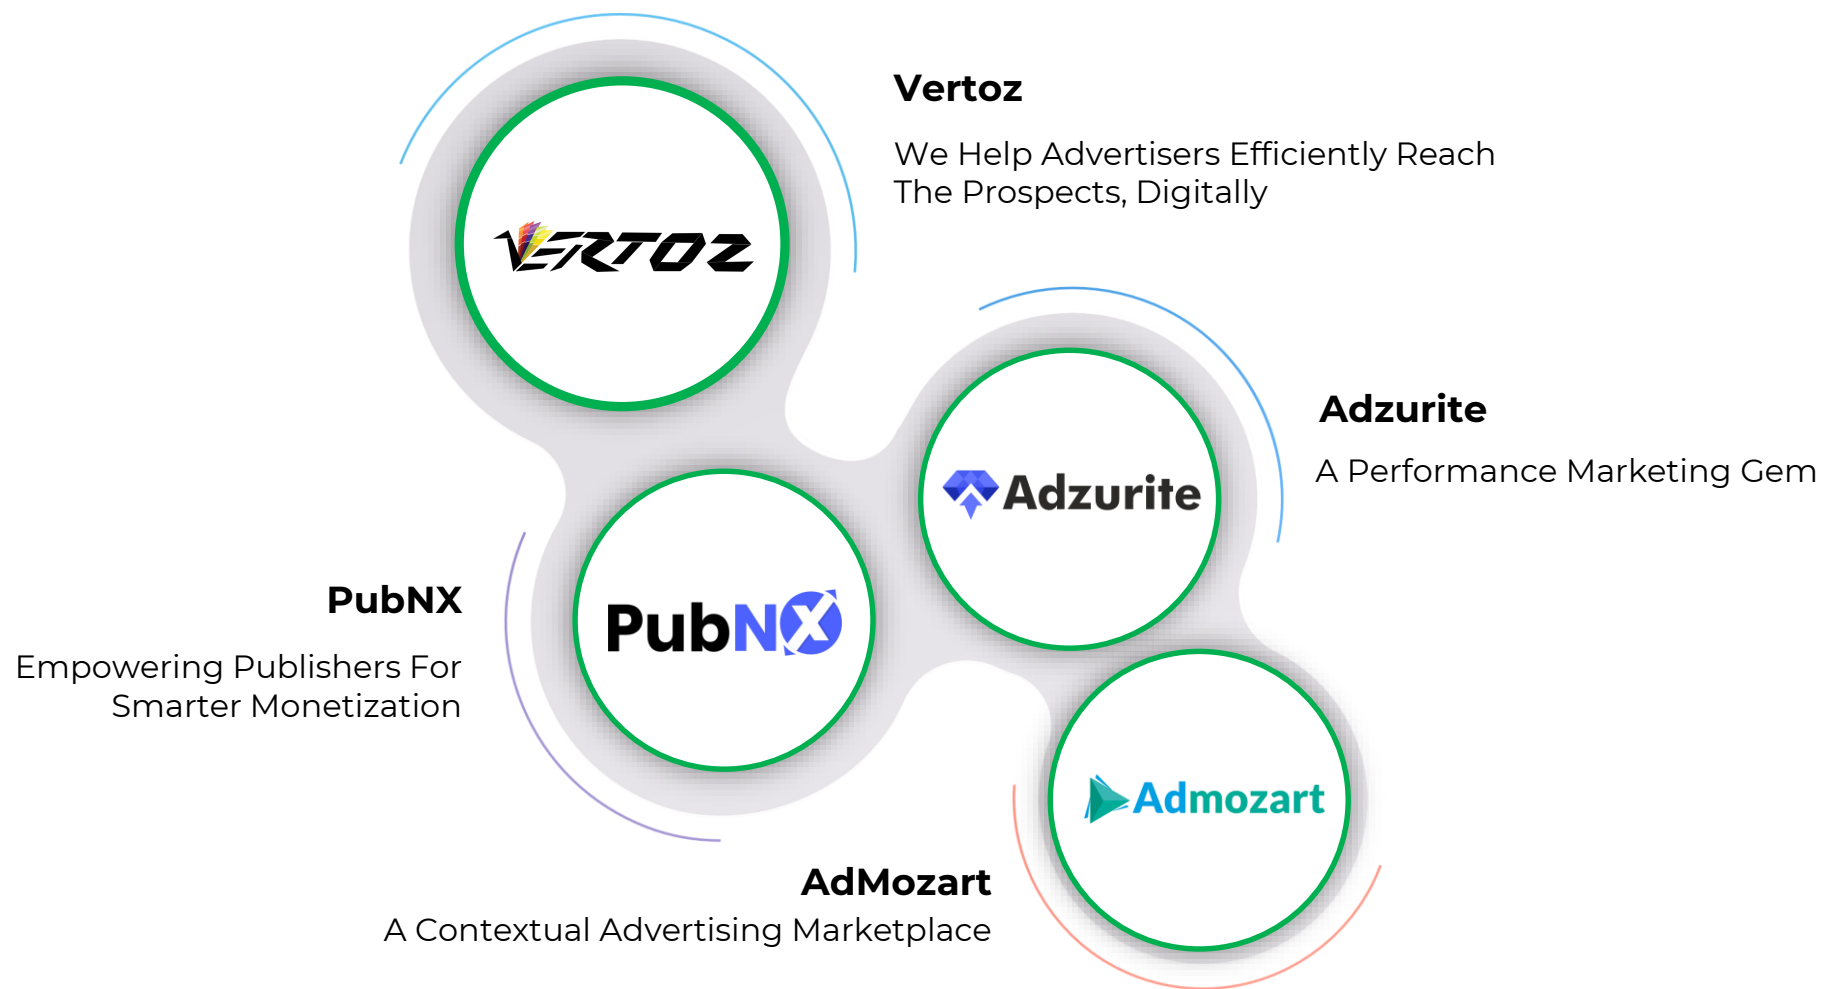 VERTOZ
Vertoz
We Help Advertisers Efficiently Reach
The Prospects, Digitally
Adzurite
Adzurite
A Performance Marketing Gem
PubNX
PubNX
Empowering Publishers For
Smarter Monetization
Admozart
AdMozart
A Contextual Advertising Marketplace